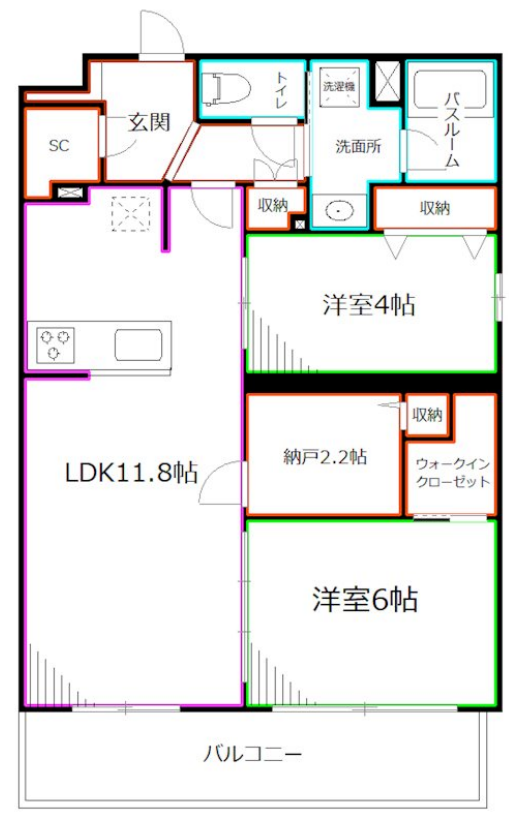 トイレ
洗濯機
バスルーム
玄関
SC
洗面所
収納
収納
洋室4帖
収納
納戸2.2帖
ウォークイン
クローゼット
LDK11.8帖
洋室6帖
バルコニー